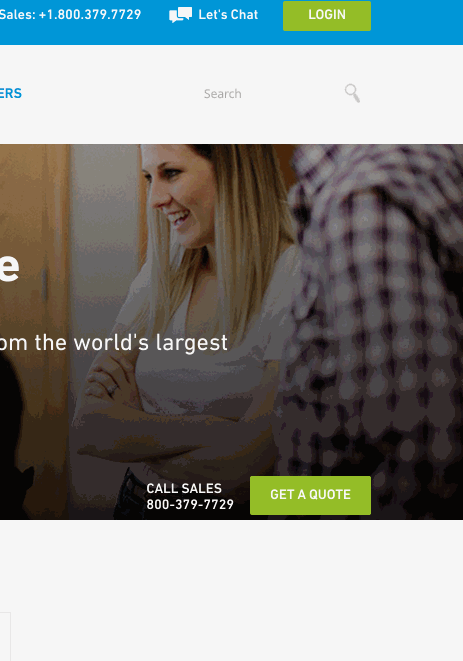 Sales: +1.800.379.7729 Let's Chat LOGIN
ERS Search
e
om the world's largest
CALL SALES
800-379-7729
GET A QUOTE